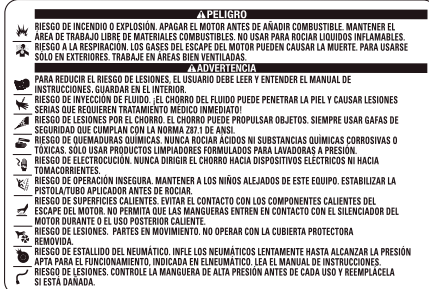 PELIGRO
RIESGO DE INCENDIO O EXPLOSIÓN. APAGAR EL MOTOR ANTES DE AÑADIR COMBUSTIBLE. MANTENER EL
ÁREA DE TRABAJO LIBRE DE MATERIALES COMBUSTIBLES. NO USAR PARA ROCIAR LIQUIDOS INFLAMABLES.
RIESGO A LA RESPIRACIÓN. LOS GASES DEL ESCAPE DEL MOTOR PUEDEN CAUSAR LA MUERTE. PARA USARSE
SÓLO EN EXTERIORES. TRABAJE EN ÁREAS BIEN VENTILADAS.
ADVERTENCIA
PARA REDUCIR EL RIESGO DE LESIONES, EL USUARIO DEBE LEER Y ENTENDER EL MANUAL DE
INSTRUCCIONES. GUARDAR EN EL INTERIOR.
RIESGO DE INYECCIÓN DE FLUIDO. ¡EL CHORRO DEL FLUIDO PUEDE PENETRAR LA PIEL Y CAUSAR LESIONES
SERIAS QUE REQUIEREN TRATAMIENTO MÉDICO INMEDIATO!
RIESGO DE LESIONES POR EL CHORRO. EL CHORRO PUEDE PROPULSAR OBJETOS. SIEMPRE USAR GAFAS DE
SEGURIDAD QUE CUMPLAN CON LA NORMA Z87.1 DE ANSI.
RIESGO DE QUEMADURAS QUÍMICAS. NUNCA ROCIAR ÁCIDOS NI SUBSTANCIAS QUÍMICAS CORROSIVAS O
TÓXICAS. SÓLO USAR PRODUCTOS LIMPIADORES FORMULADOS PARA LAVADORAS A PRESIÓN.
RIESGO DE ELECTROCUCIÓN. NUNCA DIRIGIR EL CHORRO HACIA DISPOSITIVOS ELÉCTRICOS NI HACIA
TOMACORRIENTES.
RIESGO DE OPERACIÓN INSEGURA. MANTENER A LOS NIÑOS ALEJADOS DE ESTE EQUIPO. ESTABILIZAR LA
PISTOLA/TUBO APLICADOR ANTES DE ROCIAR.
RIESGO DE SUPERFICIES CALIENTES. EVITAR EL CONTACTO CON LOS COMPONENTES CALIENTES DEL
ESCAPE DEL MOTOR. NO PERMITA QUE LAS MANGUERAS ENTREN EN CONTACTO CON EL SILENCIADOR DEL
MOTOR DURANTE O EL USO POSTERIOR CALIENTE.
RIESGO DE LESIONES. PARTES EN MOVIMIENTO. NO OPERAR CON LA CUBIERTA PROTECTORA
REMOVIDA.
RIESGO DE ESTALLIDO DEL NEUMÁTICO. INFLE LOS NEUMÁTICOS LENTAMENTE HASTA ALCANZAR LA PRESIÓN
APTA PARA EL FUNCIONAMIENTO, INDICADA EN ELNEUMÁTICO. LEA EL MANUAL DE INSTRUCCIONES.
RIESGO DE LESIONES. CONTROLE LA MANGUERA DE ALTA PRESIÓN ANTES DE CADA USO Y REEMPLÁCELA
SI ESTÁ DAÑADA.